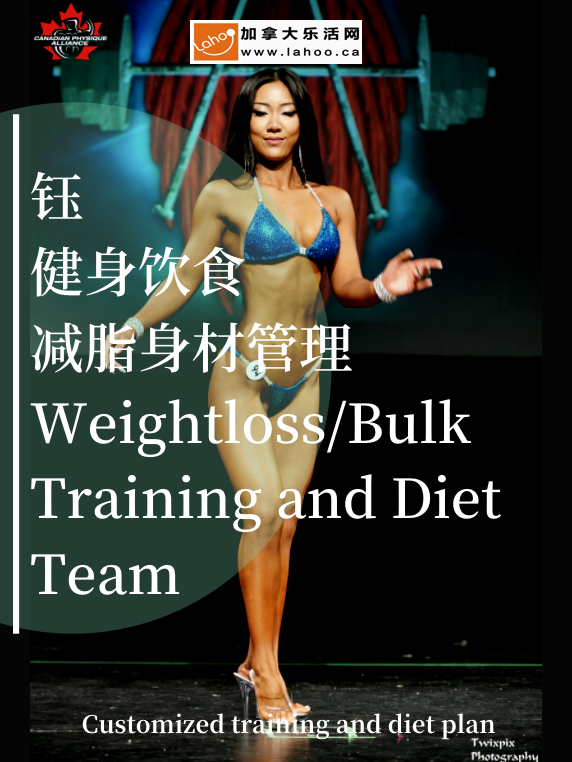 CANADIAN PHYSIQUE
ALLIANCE
Lahoo
加拿大乐活网
www.lahoo.ca
钰
健身饮食
减脂身材管理
Weightloss/Bulk
Training and Diet
Team
Customized training and diet plan
Twixpix
Photography